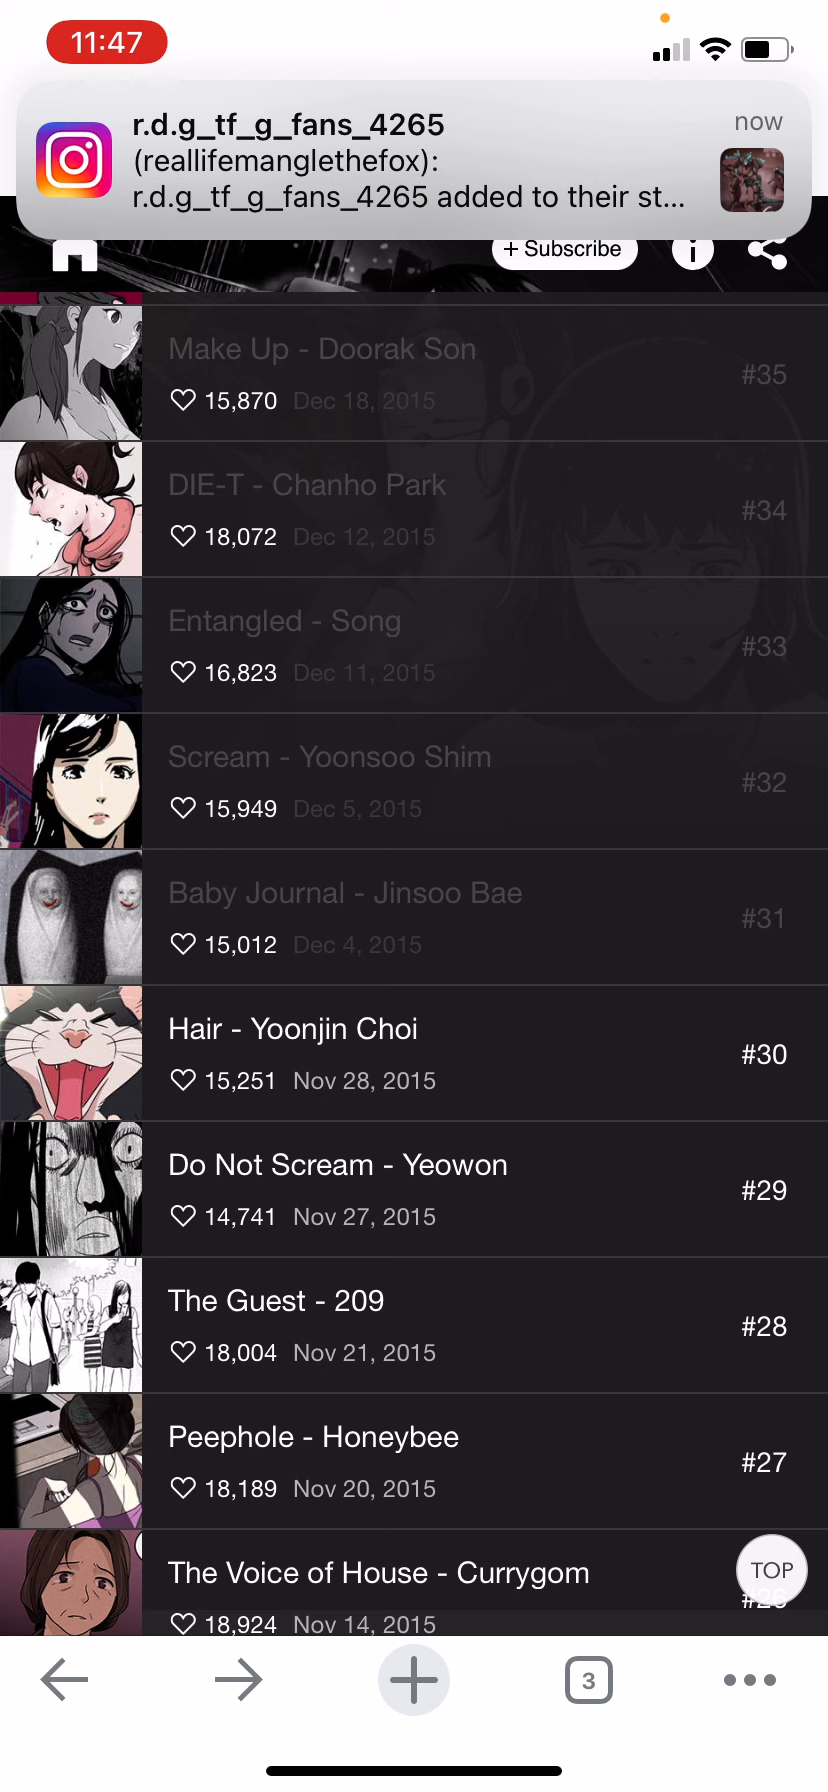 11:47
r.d.g_tf_g_fans_4265
now
(reallifemanglethefox):
r.d.g_tf_g_fans_4265 added to their st...
+ Subscribe
Make Up - Doorak Son
15,870 Dec 18, 2015
#35
DIE-T - Chanho Park
18,072 Dec 12, 2015
#34
Entangled - Song
16,823 Dec 11, 2015
#33
Scream - Yoonsoo Shim
15,949 Dec 5, 2015
#32
Baby Journal - Jinsoo Bae
15,012 Dec 4, 2015
#31
Hair - Yoonjin Choi
15,251 Nov 28, 2015
#30
Do Not Scream - Yeowon
14,741 Nov 27, 2015
#29
The Guest - 209
18,004 Nov 21, 2015
#28
Peephole - Honeybee
18,189 Nov 20, 2015
#27
The Voice of House - Currygom
18,924 Nov 14, 2015
TOP
#26
3